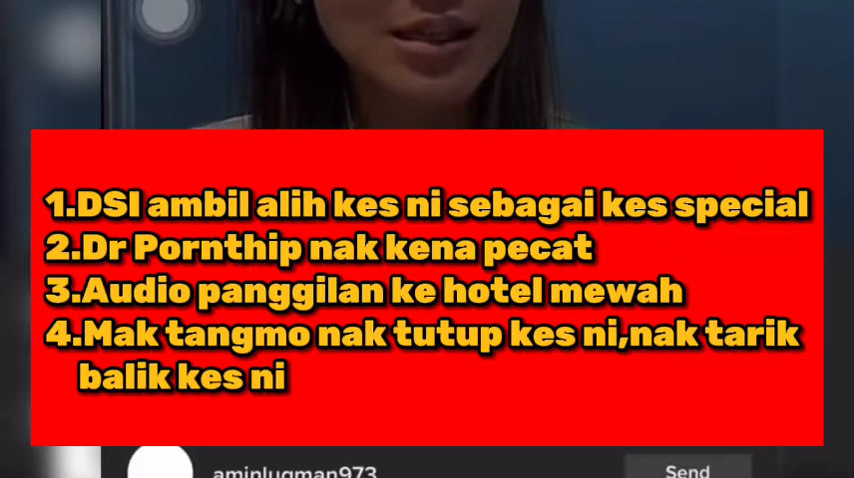 1.DSI ambil alih kes ni sebagai kes special
2.Dr Pornthip nak kena pecat
3.Audio panggilan ke hotel mewah
4.Mak tangmo nak tutup kes ni,nak tarik
balik kes ni
aminluqman973
Send